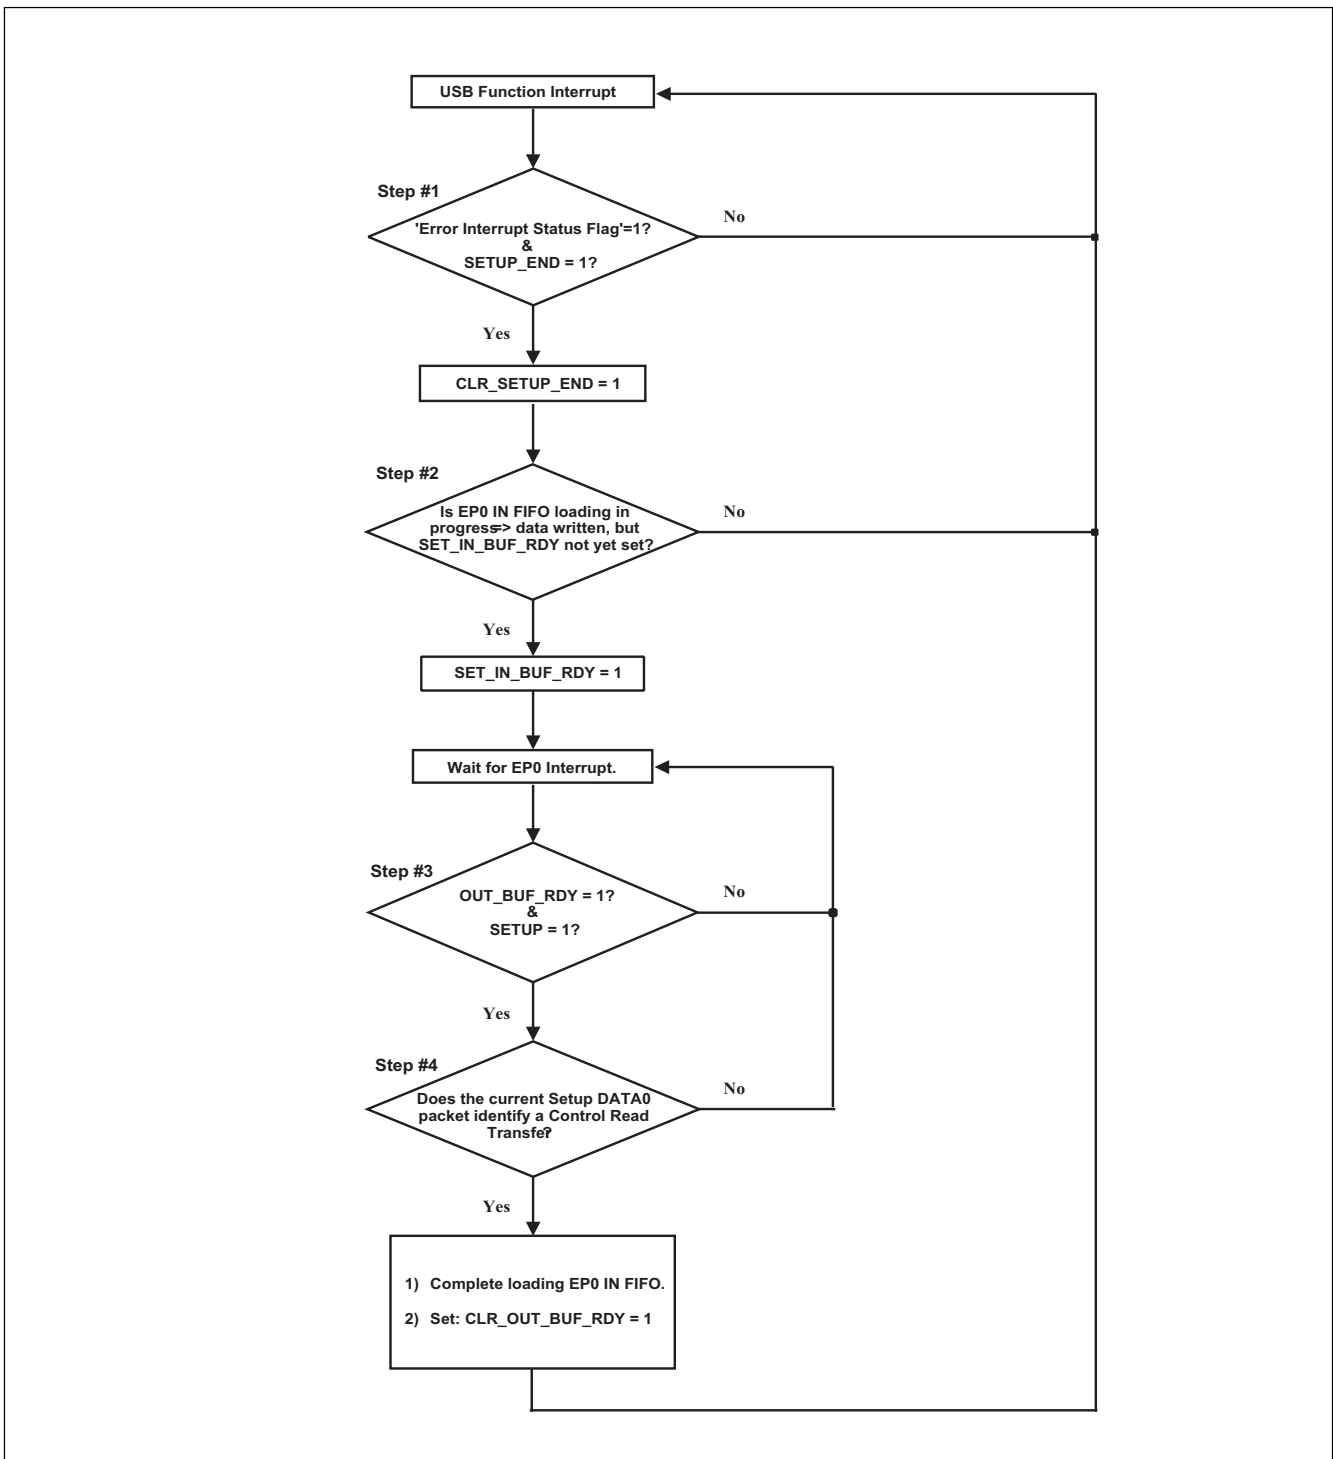 USB Function Interrupt
Step #1
'Error Interrupt Status Flag'=1?
&
SETUP_END = 1?
No
Yes
CLR_SETUP_END = 1
Step #2
Is EP0 IN FIFO loading in
progress=> data written, but
SET_IN_BUF_RDY not yet set?
No
Yes
SET_IN_BUF_RDY = 1
Wait for EP0 Interrupt.
Step #3
OUT_BUF_RDY = 1?
&
SETUP = 1?
No
Yes
Step #4
Does the current Setup DATA0
packet identify a Control Read
Transfer?
No
Yes
1) Complete loading EP0 IN FIFO.
2) Set: CLR_OUT_BUF_RDY = 1